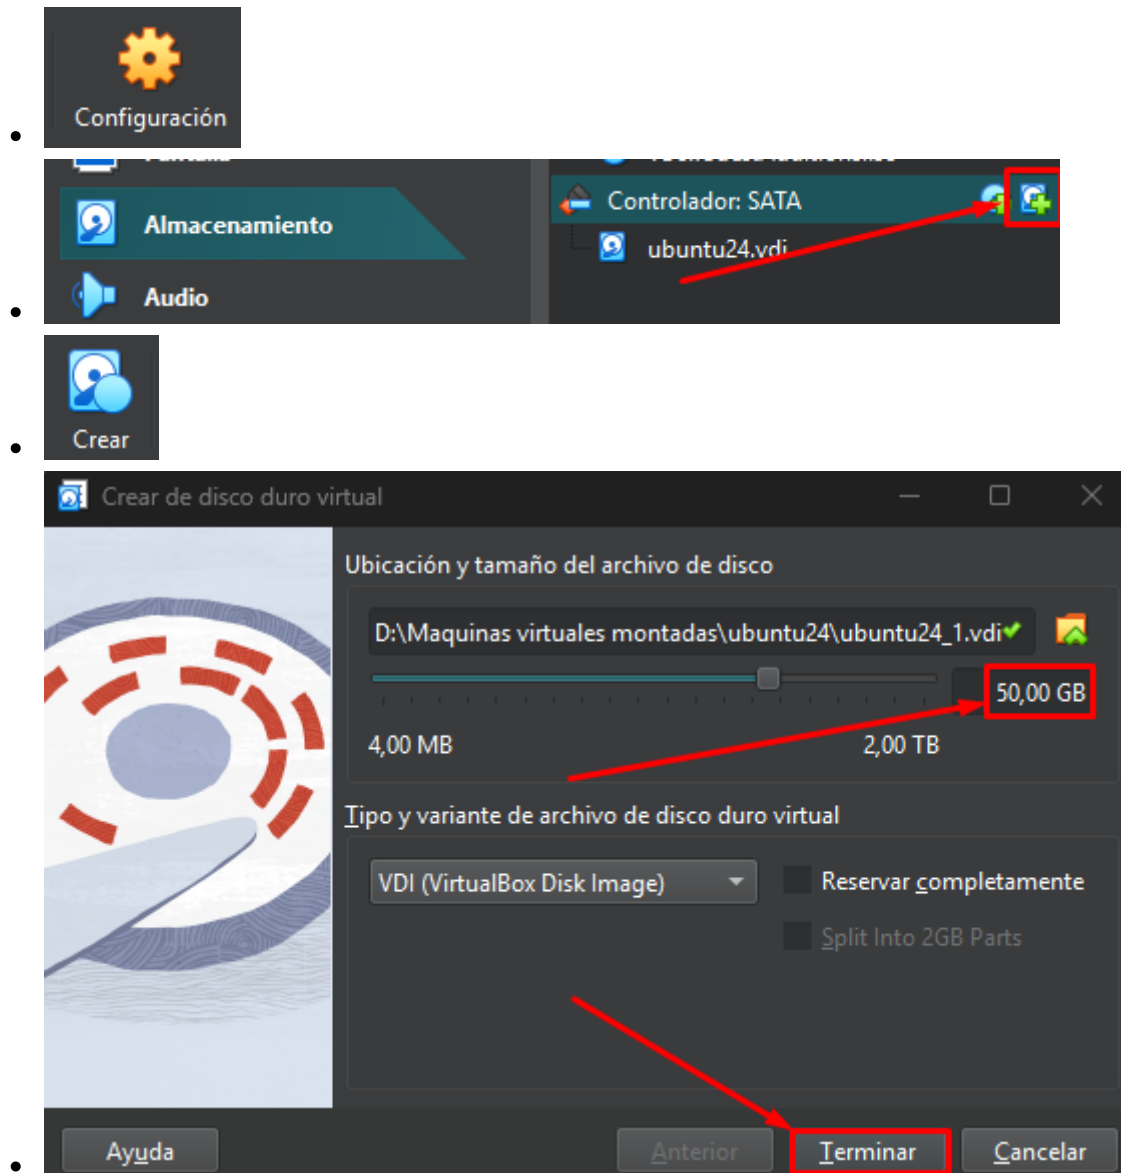 Configuración
Almacenamiento
Controlador: SATA
ubuntu24.vdi
Audio
Crear
Crear de disco duro virtual
Ubicación y tamaño del archivo de disco
D:\Maquinas virtuales montadas\ubuntu24\ubuntu24_1.vdi
50,00 GB
4,00 MB
2,00 TB
Tipo y variante de archivo de disco duro virtual
VDI (VirtualBox Disk Image)
Reservar completamente
Split Into 2GB Parts
Ayuda
Anterior
Terminar
Cancelar